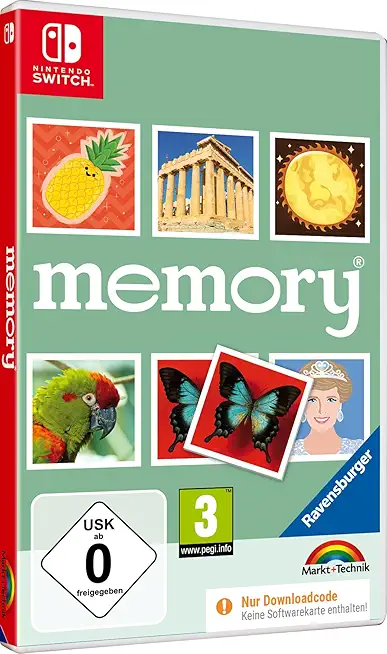 NINTENDO
SWITCH™
memory®
memory
Ravensburger
USK
ab
0
freigegeben
3
www.pegi.info
Markt+Technik
Nur Downloadcode
Keine Softwarekarte enthalten!